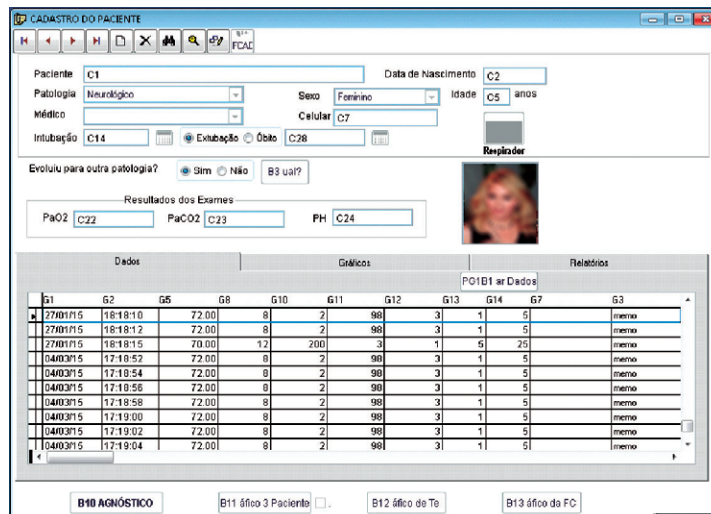 CADASTRO DO PACIENTE
FCAD
Paciente C1 Data de Nascimento C2
Patologia Neurológico Sexo Feminino Idade C5 anos
Médico Celular C7
Intubação C14 Extubação Óbito C28
Respirador
Evoluiu para outra patologia? Sim Não B3 ual?
Resultados dos Exames
PaO2 C22 PaCO2 C23 PH C24
Dados Gráficos Relatórios
PG1B1 ar Dados
G1 G2 G5 G8 G10 G11 G12 G13 G14 G7 G3
27/01/15 18:18:10 72.00 8 2 98 3 1 5 memo
27/01/15 18:18:12 72.00 8 2 98 3 1 5 memo
27/01/15 18:18:15 70.00 12 200 3 1 5 25 memo
04/03/15 17:18:52 72.00 8 2 98 3 1 5 memo
04/03/15 17:18:54 72.00 8 2 98 3 1 5 memo
04/03/15 17:18:56 72.00 8 2 98 3 1 5 memo
04/03/15 17:18:58 72.00 8 2 98 3 1 5 memo
04/03/15 17:19:00 72.00 8 2 98 3 1 5 memo
04/03/15 17:19:02 72.00 8 2 98 3 1 5 memo
04/03/15 17:19:04 72.00 8 2 98 3 1 5 memo
B10 AGNÓSTICO B11 áfico 3 Paciente . B12 áfico de Te B13 áfico da FC